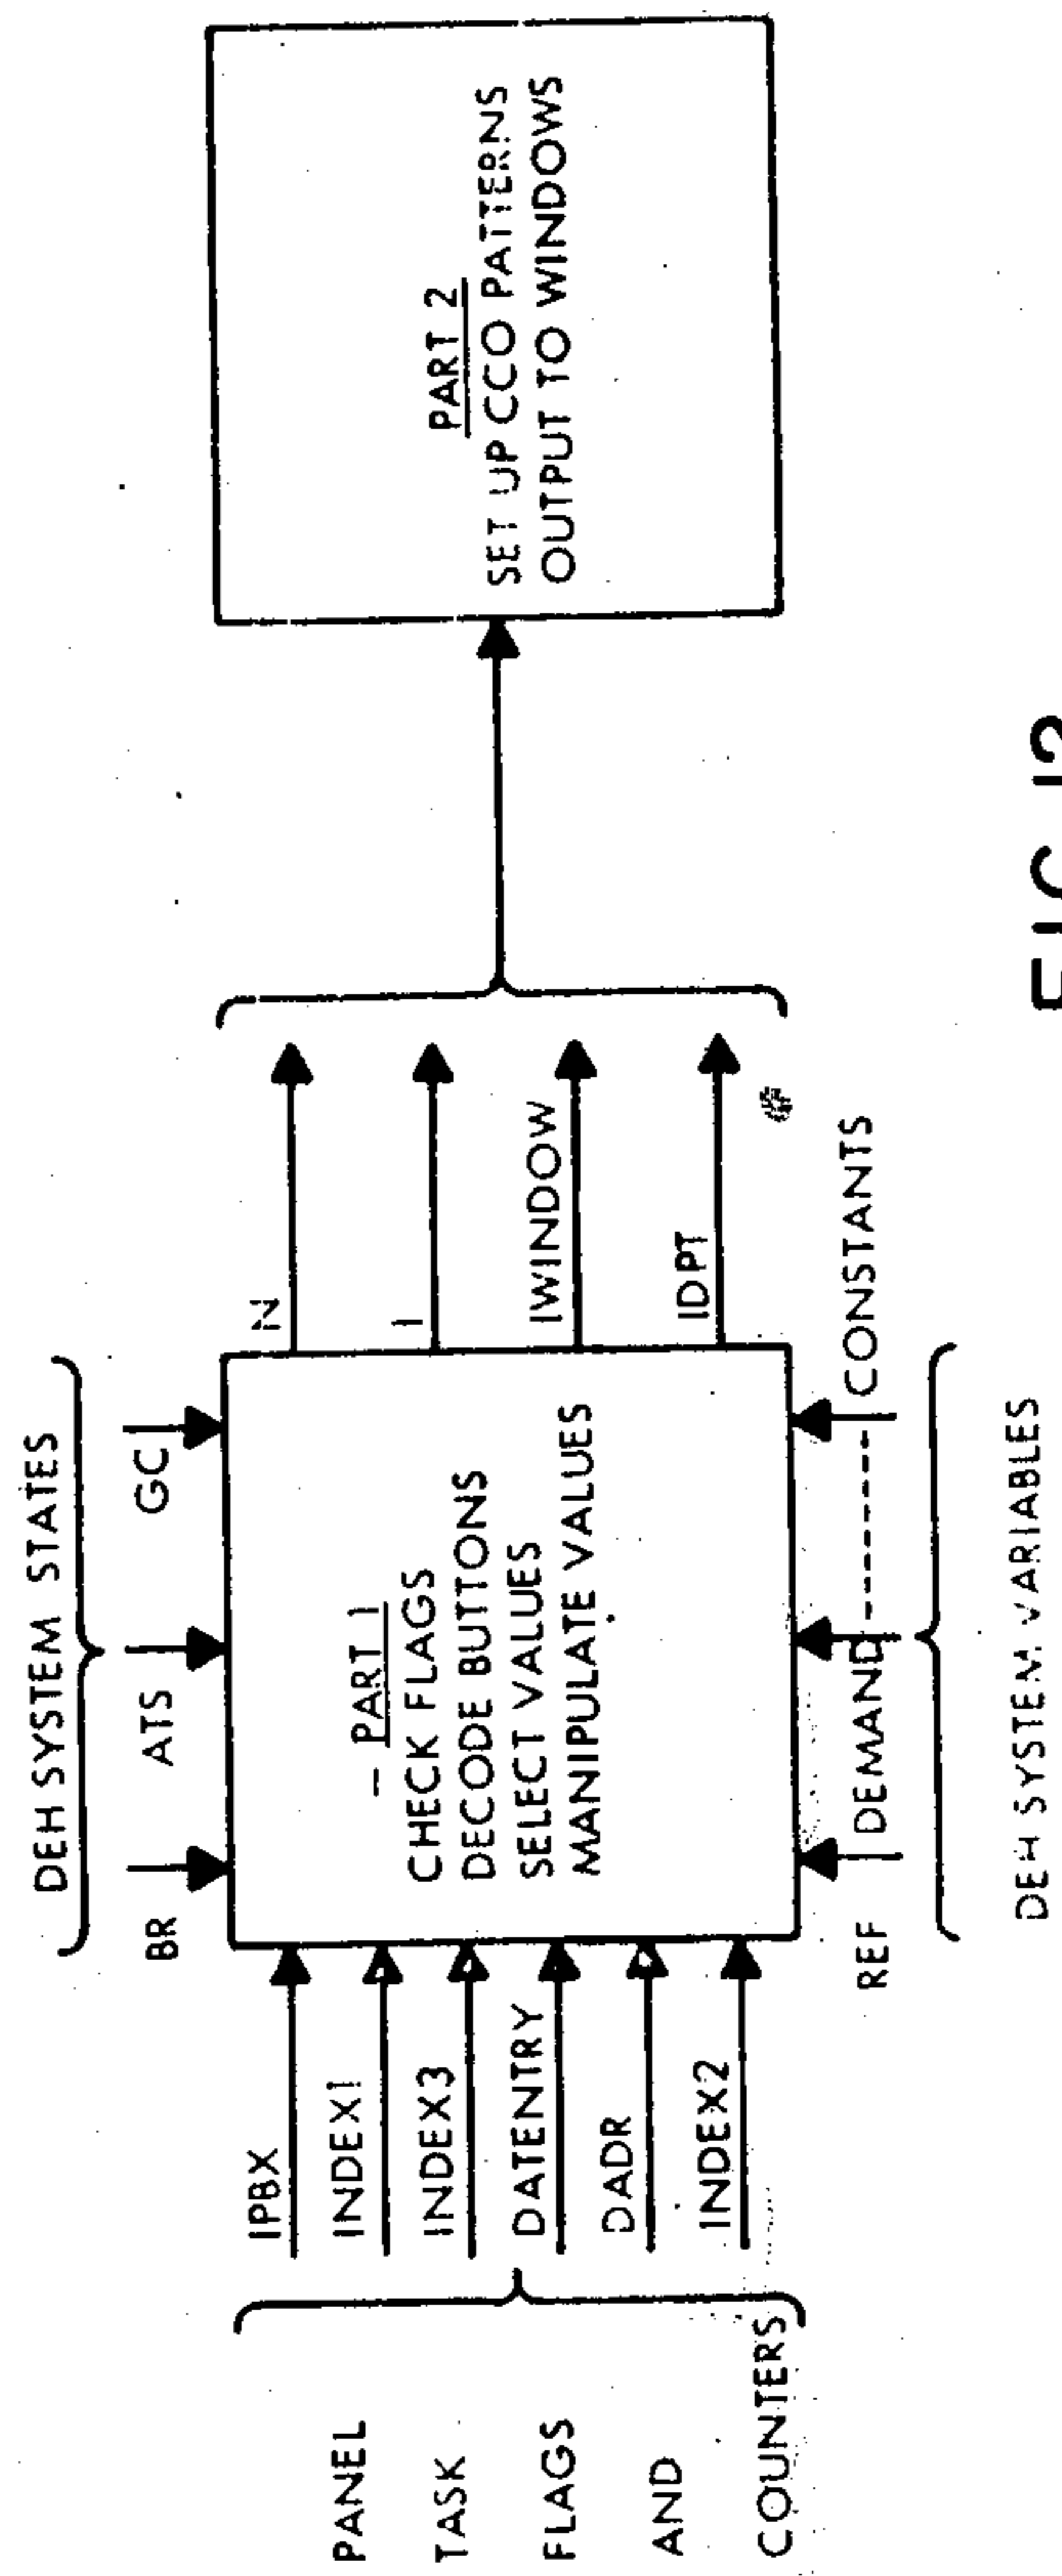 DEH SYSTEM STATES
BR
ATS
GC
PANEL
TASK
FLAGS
AND
COUNTERS
IPBX
INDEX1
INDEX3
DATENTRY
DADR
INDEX2
PART 1
CHECK FLAGS
DECODE BUTTONS
SELECT VALUES
MANIPULATE VALUES
N
I
IWINDOW
IDPT
PART 2
SET UP CCO PATTERNS
OUTPUT TO WINDOWS
REF
DEMAND
CONSTANTS
DEH SYSTEM VARIABLES